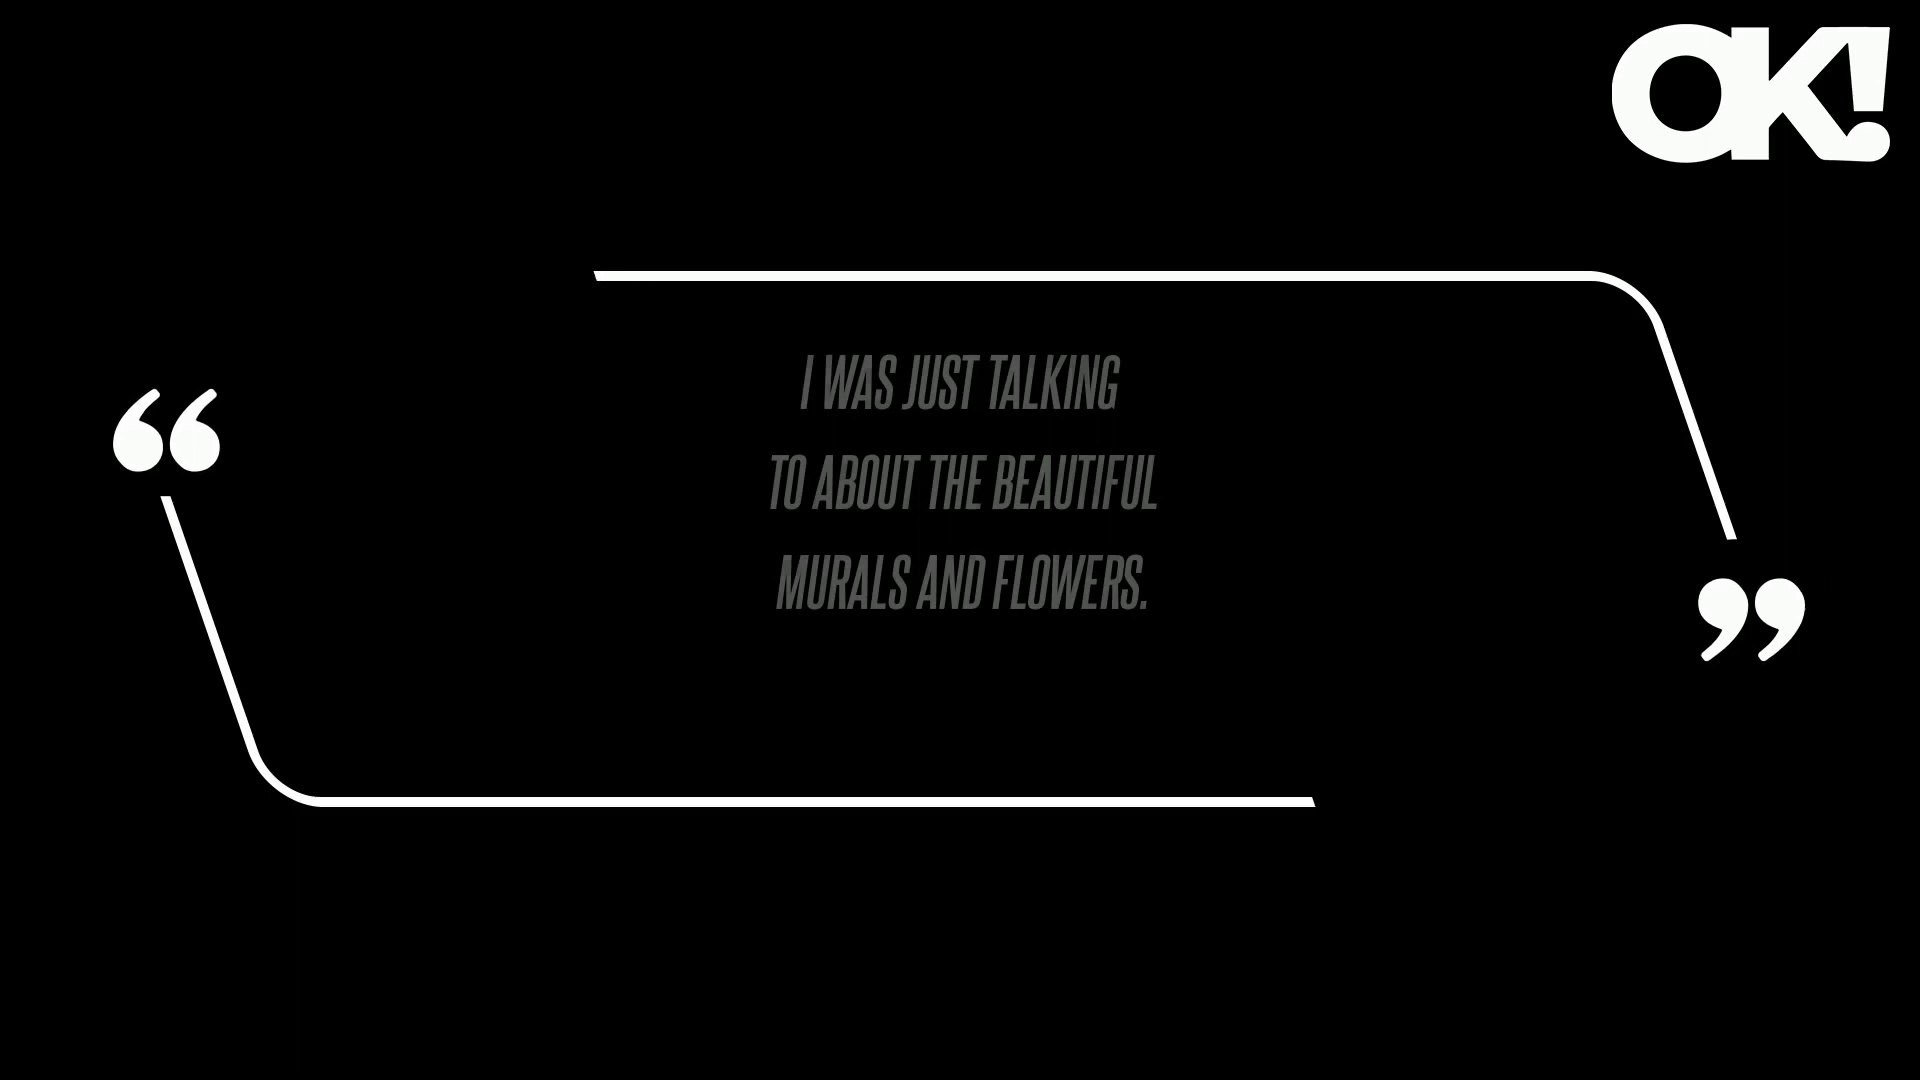 OK!
“
I WAS JUST TALKING
TO ABOUT THE BEAUTIFUL
MURALS AND FLOWERS.
”